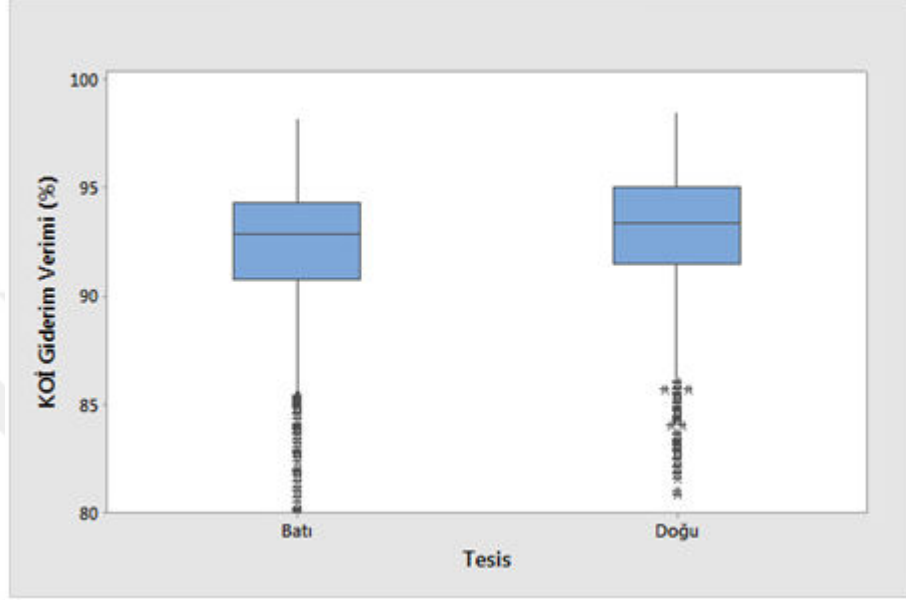 KOİ Giderim Verimi (%)
100
95
90
85
80
Batı
Doğu
Tesis